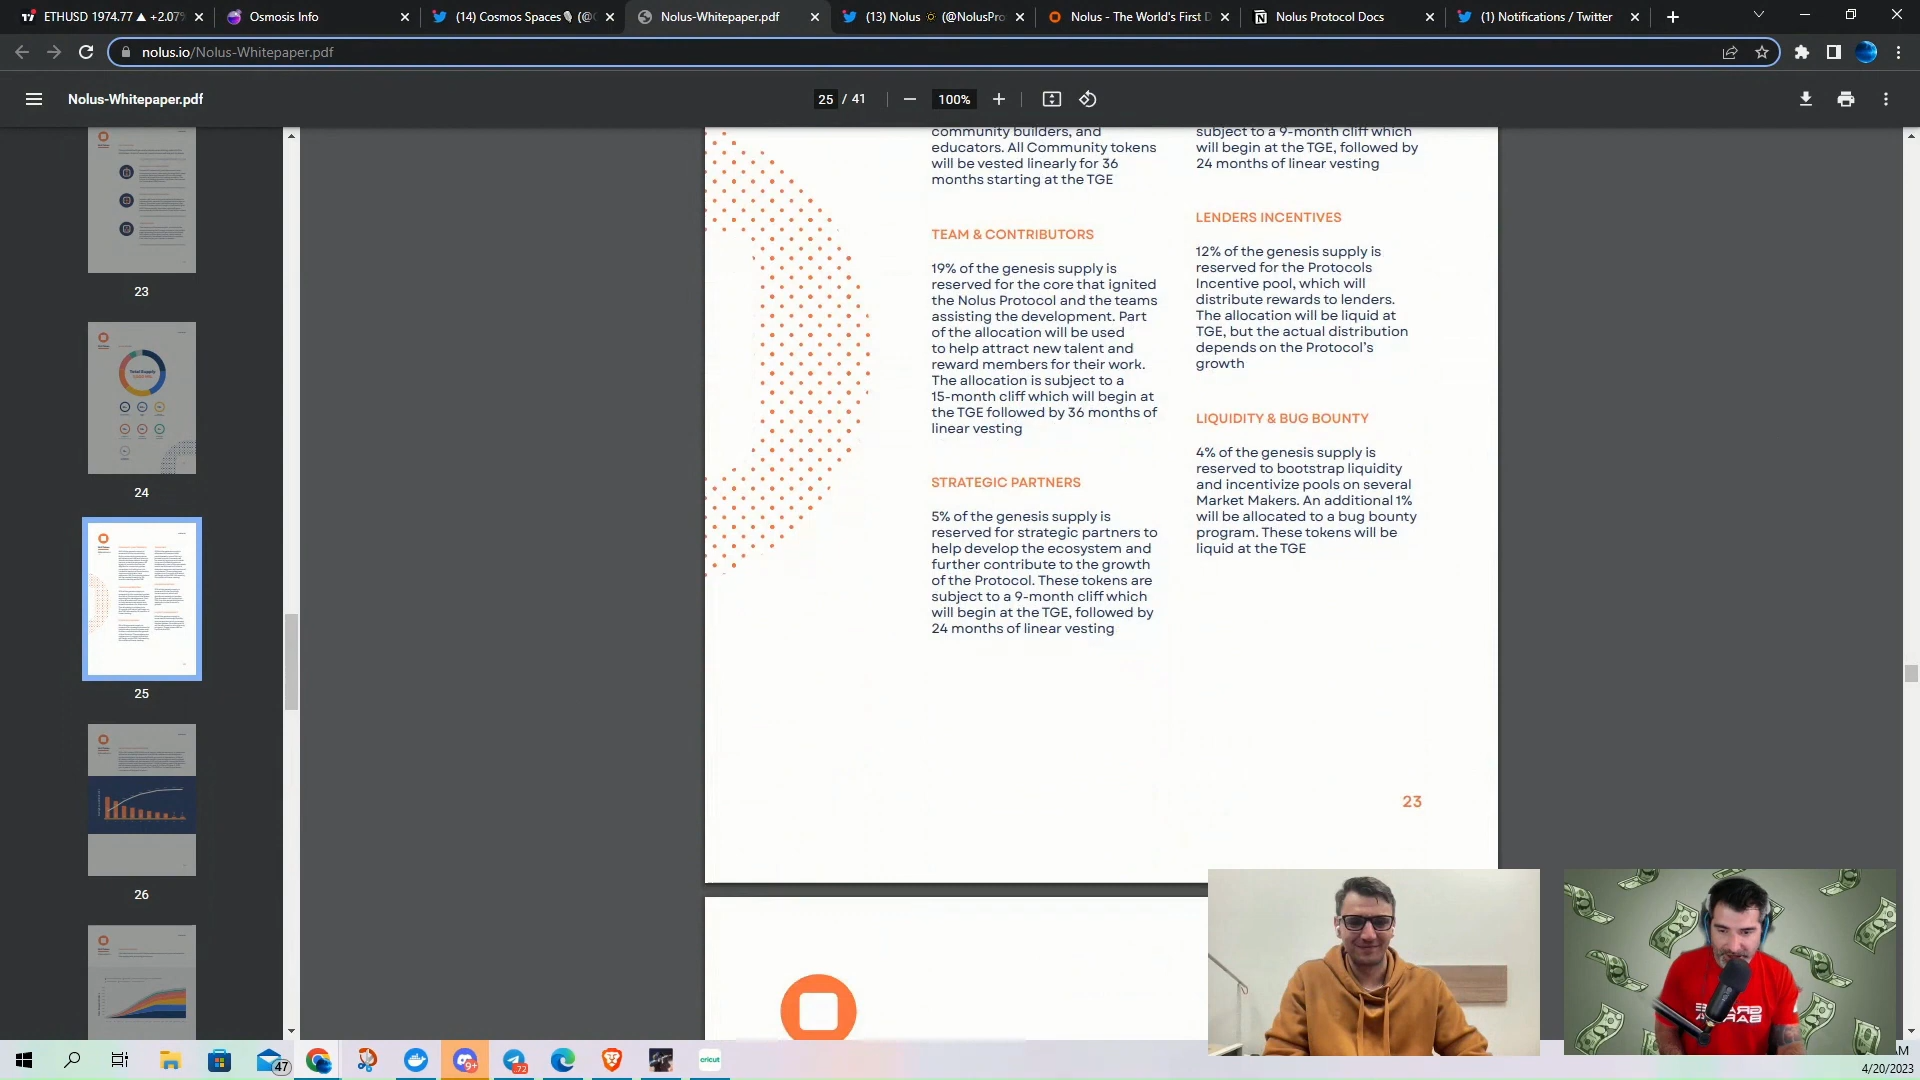 ETHUSD 1974.77 ▲ +2.07%
Osmosis Info
(14) Cosmos Spaces🎙 (@C
Nolus-Whitepaper.pdf
(13) Nolus 🔅 (@NolusPro
Nolus - The World's First D
Nolus Protocol Docs
(1) Notifications / Twitter
nolus.io/Nolus-Whitepaper.pdf
Nolus-Whitepaper.pdf
25 / 41
100%
23
24
25
26
community builders, and
educators. All Community tokens
will be vested linearly for 36
months starting at the TGE
TEAM & CONTRIBUTORS
19% of the genesis supply is
reserved for the core that ignited
the Nolus Protocol and the teams
assisting the development. Part
of the allocation will be used
to help attract new talent and
reward members for their work.
The allocation is subject to a
15-month cliff which will begin at
the TGE followed by 36 months of
linear vesting
STRATEGIC PARTNERS
5% of the genesis supply is
reserved for strategic partners to
help develop the ecosystem and
further contribute to the growth
of the Protocol. These tokens are
subject to a 9-month cliff which
will begin at the TGE, followed by
24 months of linear vesting
subject to a 9-month cliff which
will begin at the TGE, followed by
24 months of linear vesting
LENDERS INCENTIVES
12% of the genesis supply is
reserved for the Protocols
Incentive pool, which will
distribute rewards to lenders.
The allocation will be liquid at
TGE, but the actual distribution
depends on the Protocol's
growth
LIQUIDITY & BUG BOUNTY
4% of the genesis supply is
reserved to bootstrap liquidity
and incentivize pools on several
Market Makers. An additional 1%
will be allocated to a bug bounty
program. These tokens will be
liquid at the TGE
23
47
9+
72
cricut
4/20/2023